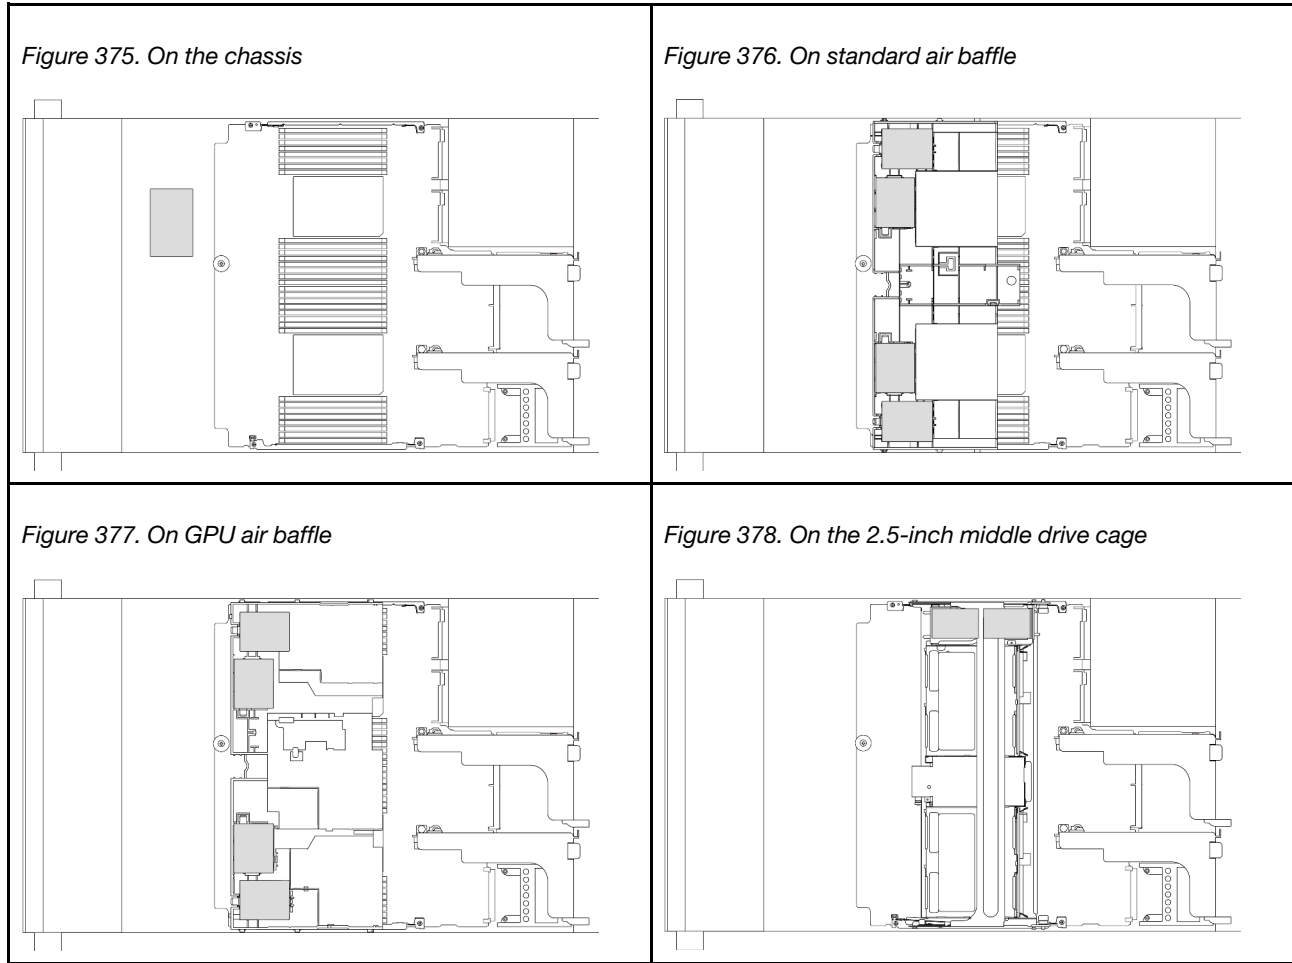 Figure 375. On the chassis
Figure 376. On standard air baffle
Figure 377. On GPU air baffle
Figure 378. On the 2.5-inch middle drive cage